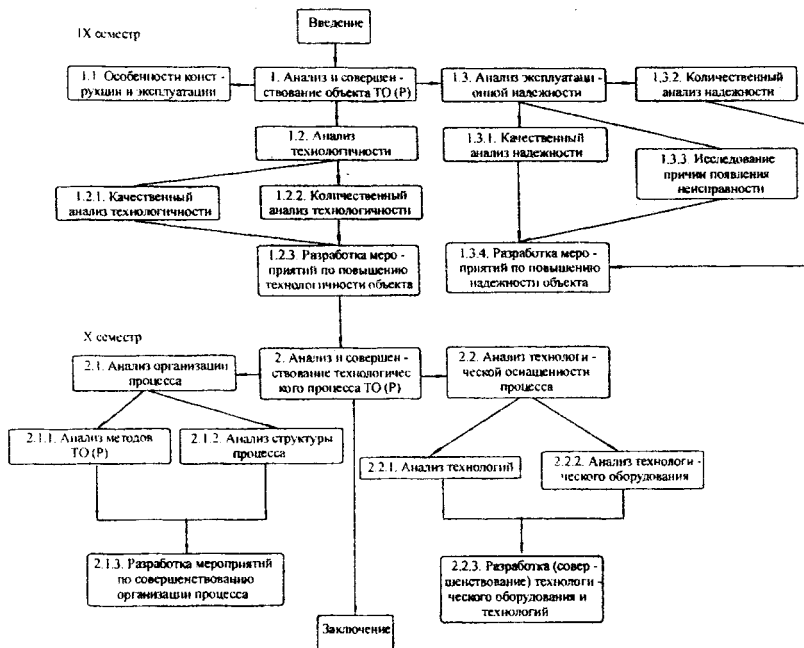 Введение
IX семестр
1.1. Особенности конст -
рукции и эксплуатации
1. Анализ и совершен -
ствование объекта ТО (Р)
1.3. Анализ эксплуатаци -
онной надежности
1.3.2. Количественный
анализ надежности
1.2. Анализ
технологичности
1.3.1. Качественный
анализ надежности
1.3.3. Исследование
причин появления
неисправности
1.2.1. Качественный
анализ технологичности
1.2.2. Количественный
анализ технологичности
1.2.3. Разработка меро -
приятий по повышению
технологичности объекта
1.3.4. Разработка меро -
приятий по повышению
надежности объекта
X семестр
2.1. Анализ организации
процесса
2. Анализ и совершен -
ствование технологичес
кого процесса ТО (Р)
2.2. Анализ технологи -
ческой оснащенности
процесса
2.1.1. Анализ методов
ТО (Р)
2.1.2. Анализ структуры
процесса
2.2.1. Анализ технологий
2.2.2. Анализ технологи -
ческого оборудования
2.1.3. Разработка мероприятий
по совершенствованию
организации процесса
2.2.3. Разработка (совер -
шенствование) технологи -
ческого оборудования и
технологий
Заключение